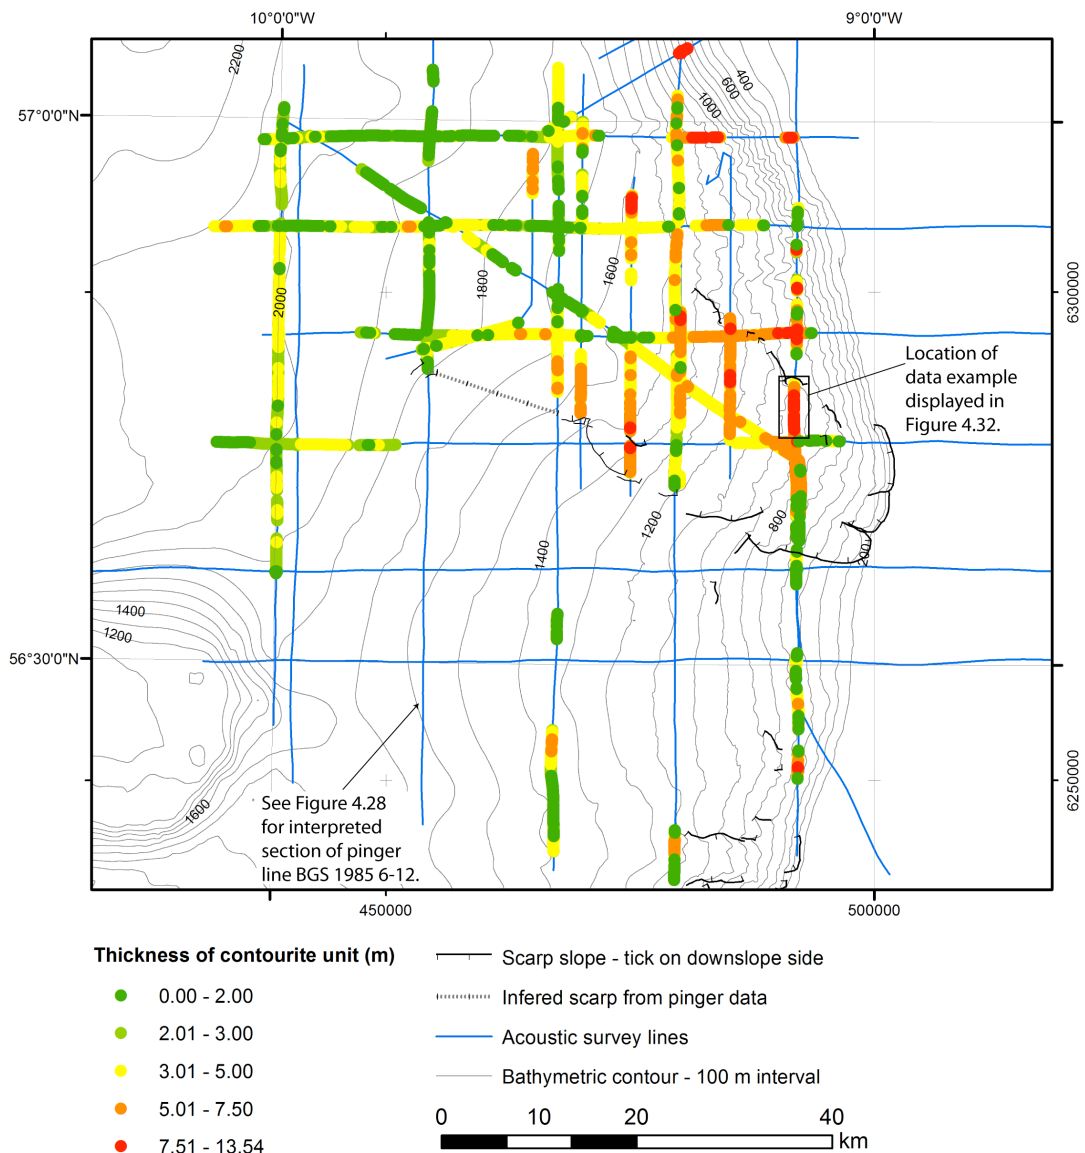 10°0'0"W
9°0'0"W
2200
400
600
1000
57°0'0"N
1600
1800
2000
6300000
Location of
data example
displayed in
Figure 4.32.
800
1200
200
1400
1400
1200
56°30'0"N
6250000
1600
See Figure 4.28
for interpreted
section of pinger
line BGS 1985 6-12.
450000
500000
Thickness of contourite unit (m)
0.00 - 2.00
2.01 - 3.00
3.01 - 5.00
5.01 - 7.50
7.51 - 13.54
Scarp slope - tick on downslope side
Infered scarp from pinger data
Acoustic survey lines
Bathymetric contour - 100 m interval
0 10 20 40
km